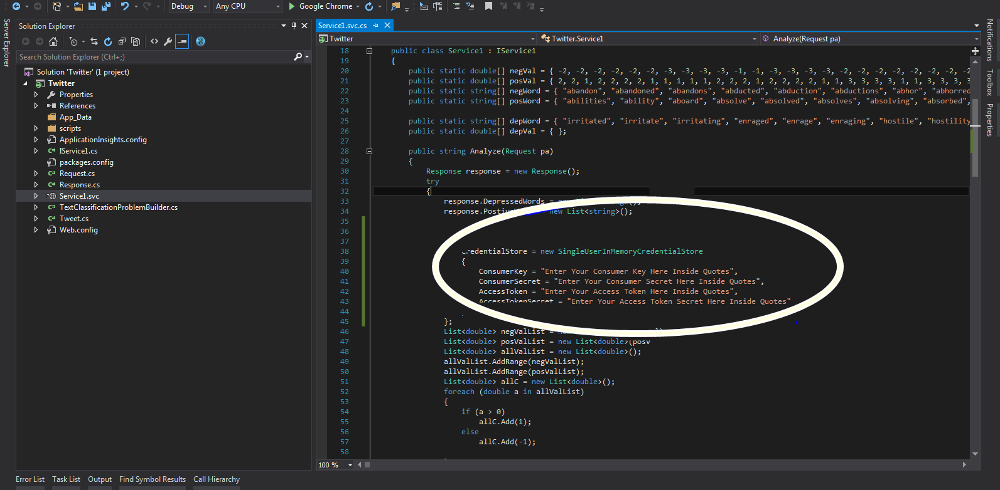 Debug
Any CPU
Google Chrome
Server Explorer
Solution Explorer
Search Solution Explorer (Ctrl+;)
Solution 'Twitter' (1 project)
Twitter
Properties
References
App_Data
scripts
ApplicationInsights.config
C# IService1.cs
packages.config
C# Request.cs
C# Response.cs
Service1.svc
C# TextClassificationProblemBuilder.cs
C# Tweet.cs
Web.config
Service1.svc.cs
Twitter
Twitter.Service1
Analyze(Request pa)
18 public class Service1 : IService1
19 {
20 public static double[] negVal = { -2, -2, -2, -2, -2, -2, -3, -3, -3, -3, -1, -1, -3, -3, -3, -3, -3, -2, -2, -2, -2, -2, -2, -2, -2
21 public static double[] posVal = { 2, 2, 1, 2, 2, 2, 2, 1, 1, 1, 1, 1, 2, 2, 2, 1, 2, 2, 2, 2, 1, 1, 3, 3, 3, 3, 1, 1, 3, 3, 3, 3
22 public static string[] negWord = { "abandon", "abandoned", "abandons", "abducted", "abduction", "abductions", "abhor", "abhorred
23 public static string[] posWord = { "abilities", "ability", "aboard", "absolve", "absolved", "absolves", "absolving", "absorbed",
24
25 public static string[] depWord = { "irritated", "irritate", "irritating", "enraged", "enrage", "enraging", "hostile", "hostility
26 public static double[] depVal = { };
27
28 public string Analyze(Request pa)
29 {
30 Response response = new Response();
31 try
32 {
33 response.DepressedWords =
34 response.Postiv new List<string>();
35
36
37
38 CredentialStore = new SingleUserInMemoryCredentialStore
39 {
40 ConsumerKey = "Enter Your Consumer Key Here Inside Quotes",
41 ConsumerSecret = "Enter Your Consumer Secret Here Inside Quotes",
42 AccessToken = "Enter Your Access Token Here Inside Quotes",
43 AccessTokenSecret = "Enter Your Access Token Secret Here Inside Quotes"
44
45 };
46 List<double> negValList =
47 List<double> posValList = new List<double>(posV
48 List<double> allValList = new List<double>();
49 allValList.AddRange(negValList);
50 allValList.AddRange(posValList);
51 List<double> allC = new List<double>();
52 foreach (double a in allValList)
53 {
54 if (a > 0)
55 allC.Add(1);
56 else
57 allC.Add(-1);
58
100 %
Notifications
Toolbox
Properties
Error List
Task List
Output
Find Symbol Results
Call Hierarchy